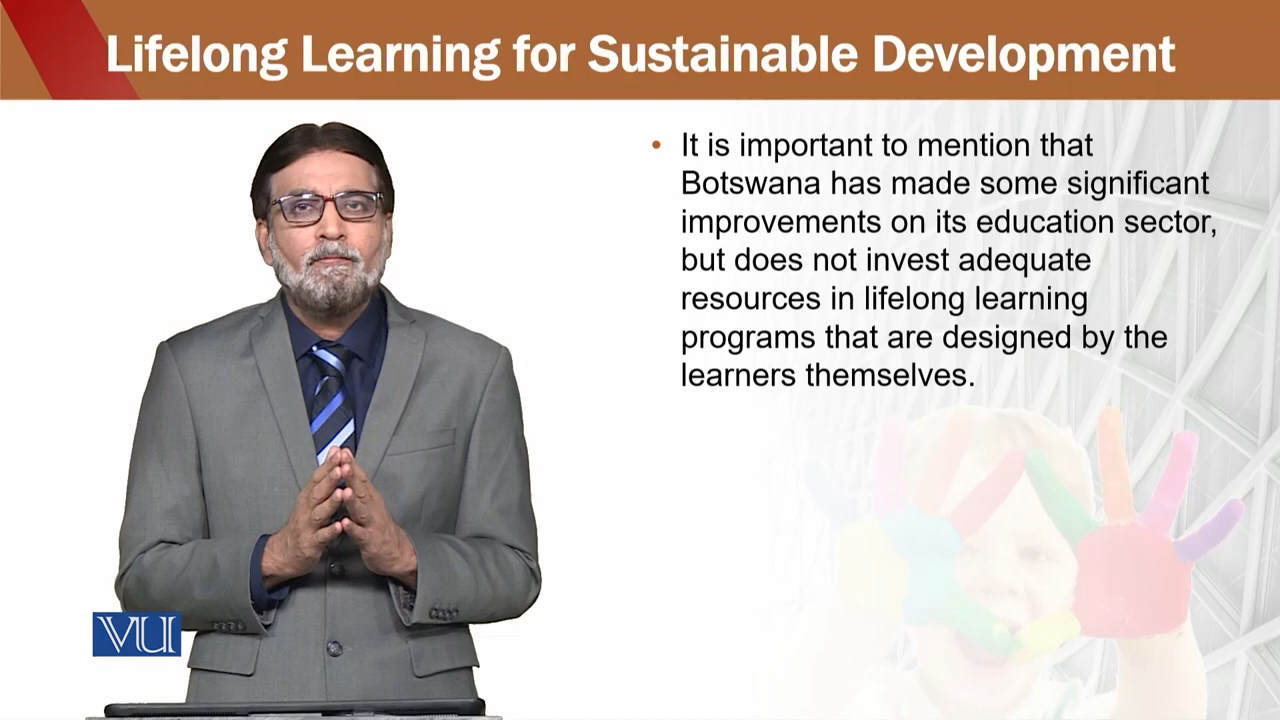 Lifelong Learning for Sustainable Development
• It is important to mention that
Botswana has made some significant
improvements on its education sector,
but does not invest adequate
resources in lifelong learning
programs that are designed by the
learners themselves.
VU